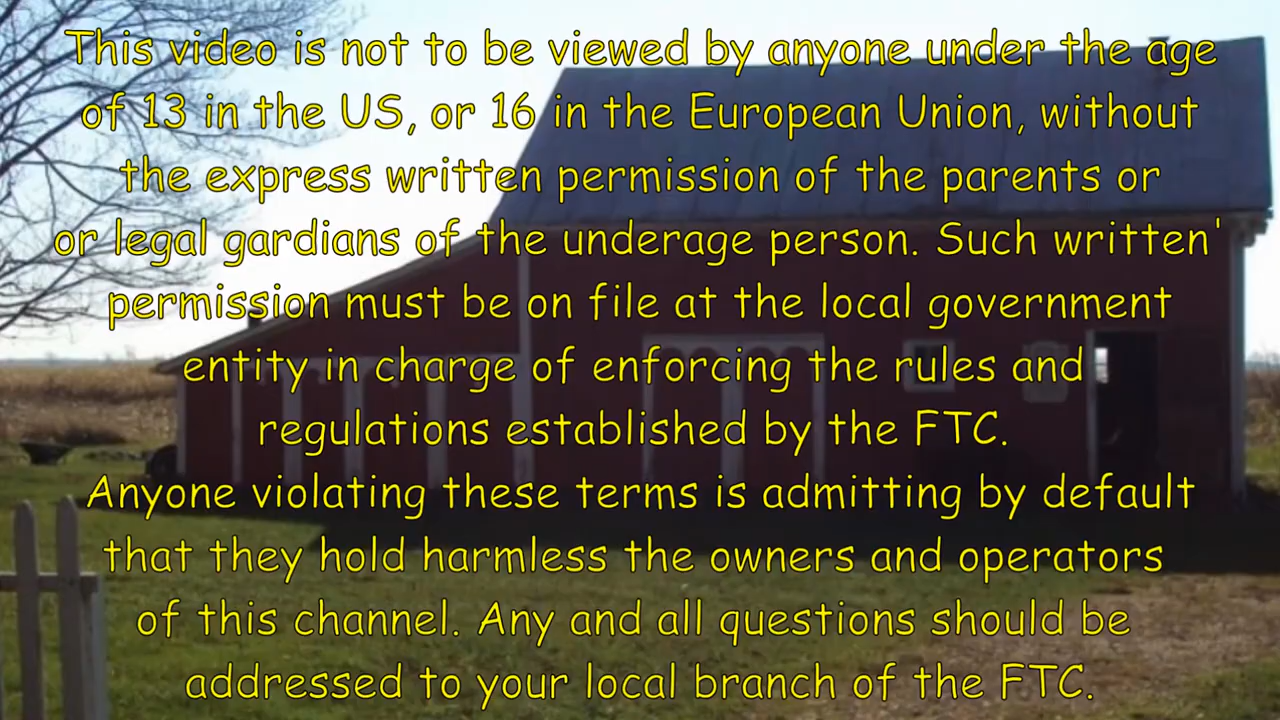 This video is not to be viewed by anyone under the age
of 13 in the US, or 16 in the European Union, without
the express written permission of the parents or
or legal gardians of the underage person. Such written'
permission must be on file at the local government
entity in charge of enforcing the rules and
regulations established by the FTC.
Anyone violating these terms is admitting by default
that they hold harmless the owners and operators
of this channel. Any and all questions should be
addressed to your local branch of the FTC.